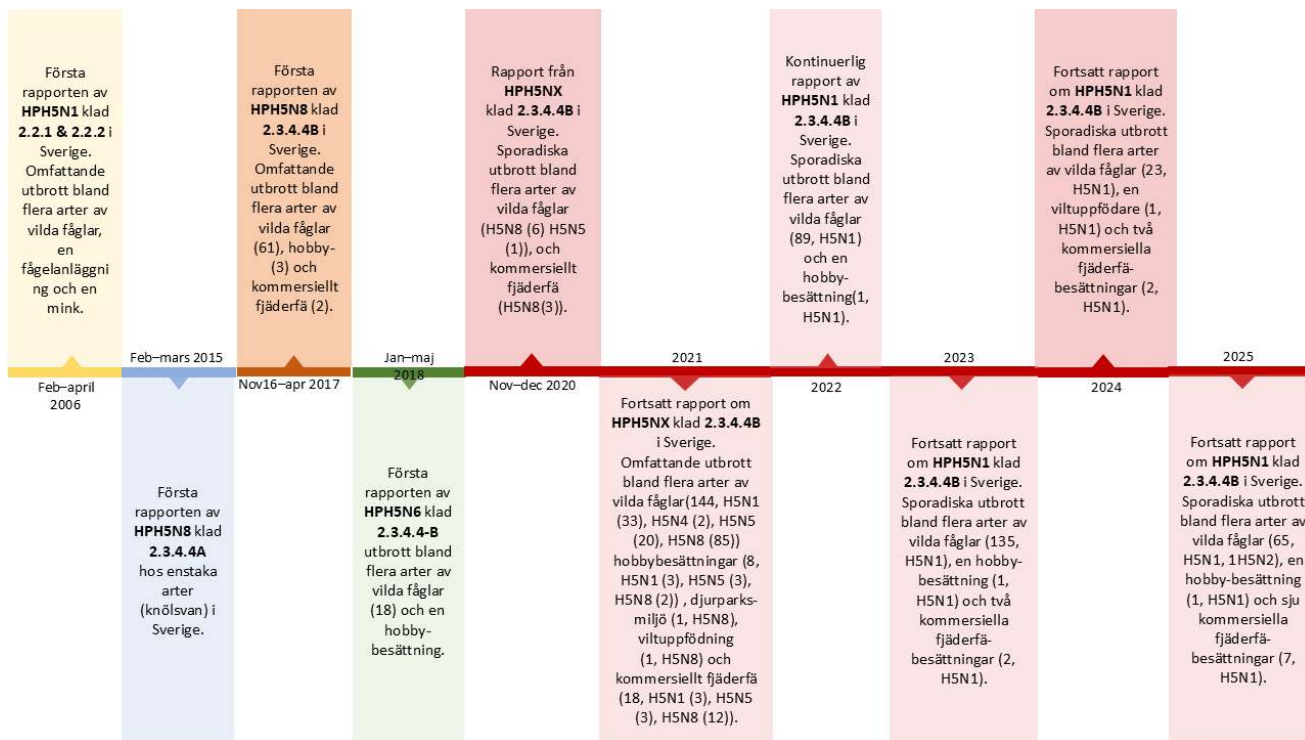 Första
rapporten av
HPH5N1 klad
2.2.1 & 2.2.2 i
Sverige.
Omfattande
utbrott bland
flera arter av
vilda fåglar,
en
fågelanläggni
ng och en
mink.
Feb–april
2006
Feb–mars 2015
Första
rapporten av
HPH5N8 klad
2.3.4.4A
hos enstaka
arter
(knölsvan) i
Sverige.
Första
rapporten av
HPH5N8 klad
2.3.4.4B i
Sverige.
Omfattande
utbrott bland
flera arter av
vilda fåglar
(61), hobby-
(3) och
kommersiellt
fjäderfä (2).
Nov16–apr 2017
Jan–maj
2018
Första
rapporten av
HPH5N6 klad
2.3.4.4-B
utbrott bland
flera arter av
vilda fåglar
(18) och en
hobby-
besättning.
Rapport från
HPH5NX
klad 2.3.4.4B i
Sverige.
Sporadiska
utbrott bland
flera arter av
vilda fåglar
(H5N8 (6) H5N5
(1)), och
kommersiellt
fjäderfä
(H5N8(3)).
Nov–dec 2020
2021
Fortsatt rapport om
HPH5NX klad 2.3.4.4B
i Sverige.
Omfattande utbrott
bland flera arter av
vilda fåglar(144, H5N1
(33), H5N4 (2), H5N5
(20), H5N8 (85))
hobbybesättningar (8,
H5N1 (3), H5N5 (3),
H5N8 (2)) , djurparks-
miljö (1, H5N8),
viltuppfödning
(1, H5N8) och
kommersiellt fjäderfä
(18, H5N1 (3), H5N5
(3), H5N8 (12)).
Kontinuerlig
rapport av
HPH5N1 klad
2.3.4.4B i
Sverige.
Sporadiska
utbrott bland
flera arter av
vilda fåglar
(89, H5N1)
och en
hobby-
besättning(1,
H5N1).
2022
2023
Fortsatt rapport
om HPH5N1 klad
2.3.4.4B i Sverige.
Sporadiska utbrott
bland flera arter av
vilda fåglar (135,
H5N1), en hobby-
besättning (1,
H5N1) och två
kommersiella
fjäderfä-
besättningar (2,
H5N1).
Fortsatt rapport
om HPH5N1 klad
2.3.4.4B i Sverige.
Sporadiska utbrott
bland flera arter
av vilda fåglar (23,
H5N1), en
viltuppfödare (1,
H5N1) och två
kommersiella
fjäderfä-
besättningar (2,
H5N1).
2024
2025
Fortsatt rapport
om HPH5N1 klad
2.3.4.4B i Sverige.
Sporadiska utbrott
bland flera arter av
vilda fåglar (65,
H5N1, 1H5N2), en
hobby-besättning
(1, H5N1) och sju
kommersiella
fjäderfä-
besättningar (7,
H5N1).